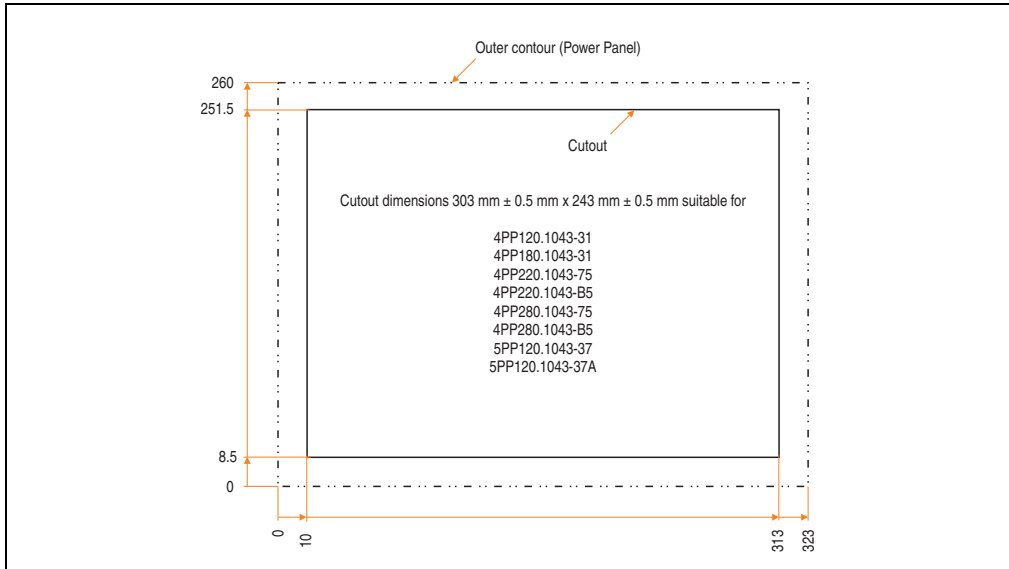 Outer contour (Power Panel)
260
251.5
Cutout
Cutout dimensions 303 mm ± 0.5 mm x 243 mm ± 0.5 mm suitable for
4PP120.1043-31
4PP180.1043-31
4PP220.1043-75
4PP220.1043-B5
4PP280.1043-75
4PP280.1043-B5
5PP120.1043-37
5PP120.1043-37A
8.5
0
0
10
313
323